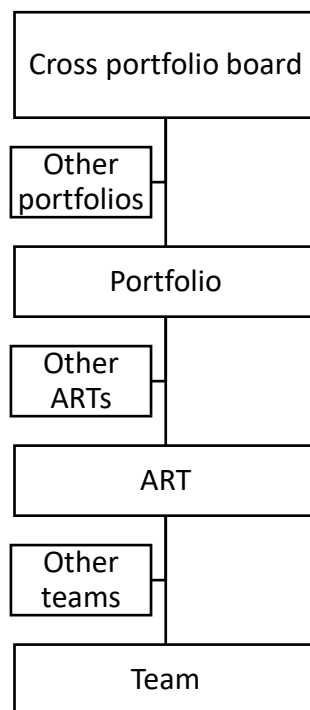 Cross portfolio board
Other
portfolios
Portfolio
Other
ARTs
ART
Other
teams
Team